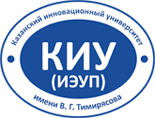 Казанский инновационный университет
КИУ
(ИЭУП)
имени В. Г. Тимирясова